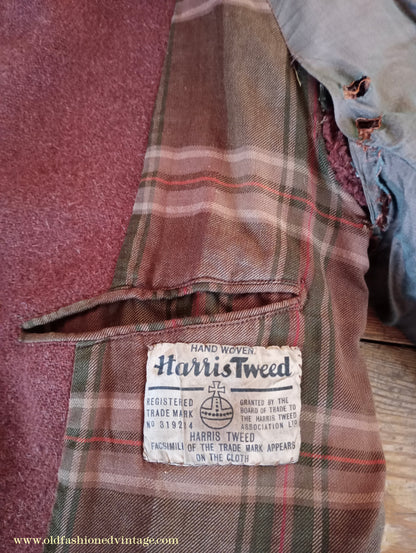 HAND WOVEN.
Harris Tweed
REGISTERED
TRADE MARK
No 319214
GRANTED BY THE
BOARD OF TRADE TO
THE HARRIS TWEED
ASSOCIATION LTD
HARRIS TWEED
FACSIMILE OF THE TRADE MARK APPEARS
ON THE CLOTH
www.oldfashionedvintage.com